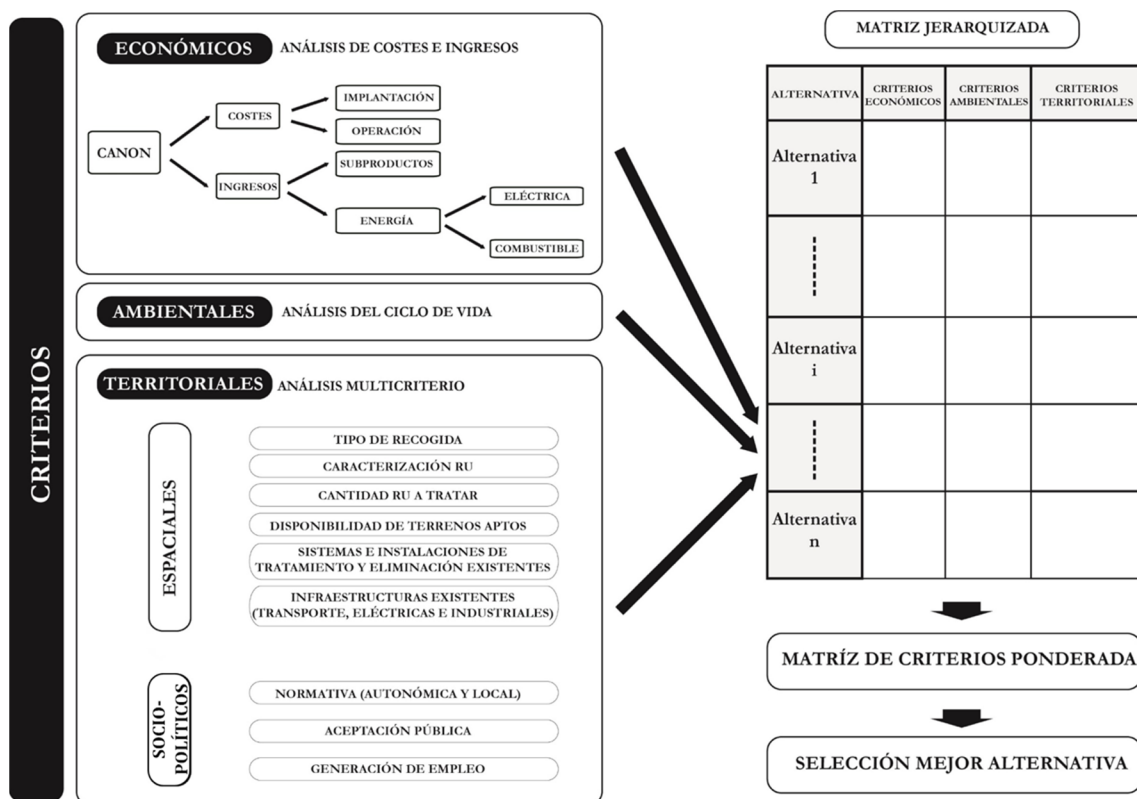 CRITERIOS
ECONÓMICOS
ANÁLISIS DE COSTES E INGRESOS
CANON
COSTES
IMPLANTACIÓN
OPERACIÓN
INGRESOS
SUBPRODUCTOS
ENERGÍA
ELÉCTRICA
COMBUSTIBLE
AMBIENTALES
ANÁLISIS DEL CICLO DE VIDA
TERRITORIALES
ANÁLISIS MULTICRITERIO
ESPACIALES
TIPO DE RECOGIDA
CARACTERIZACIÓN RU
CANTIDAD RU A TRATAR
DISPONIBILIDAD DE TERRENOS APTOS
SISTEMAS E INSTALACIONES DE
TRATAMIENTO Y ELIMINACIÓN EXISTENTES
INFRAESTRUCTURAS EXISTENTES
(TRANSPORTE, ELÉCTRICAS E INDUSTRIALES)
SOCIO-
POLÍTICOS
NORMATIVA (AUTONÓMICA Y LOCAL)
ACEPTACIÓN PÚBLICA
GENERACIÓN DE EMPLEO
MATRIZ JERARQUIZADA
ALTERNATIVA
CRITERIOS
ECONÓMICOS
CRITERIOS
AMBIENTALES
CRITERIOS
TERRITORIALES
Alternativa
1
Alternativa
i
Alternativa
n
MATRÍZ DE CRITERIOS PONDERADA
SELECCIÓN MEJOR ALTERNATIVA